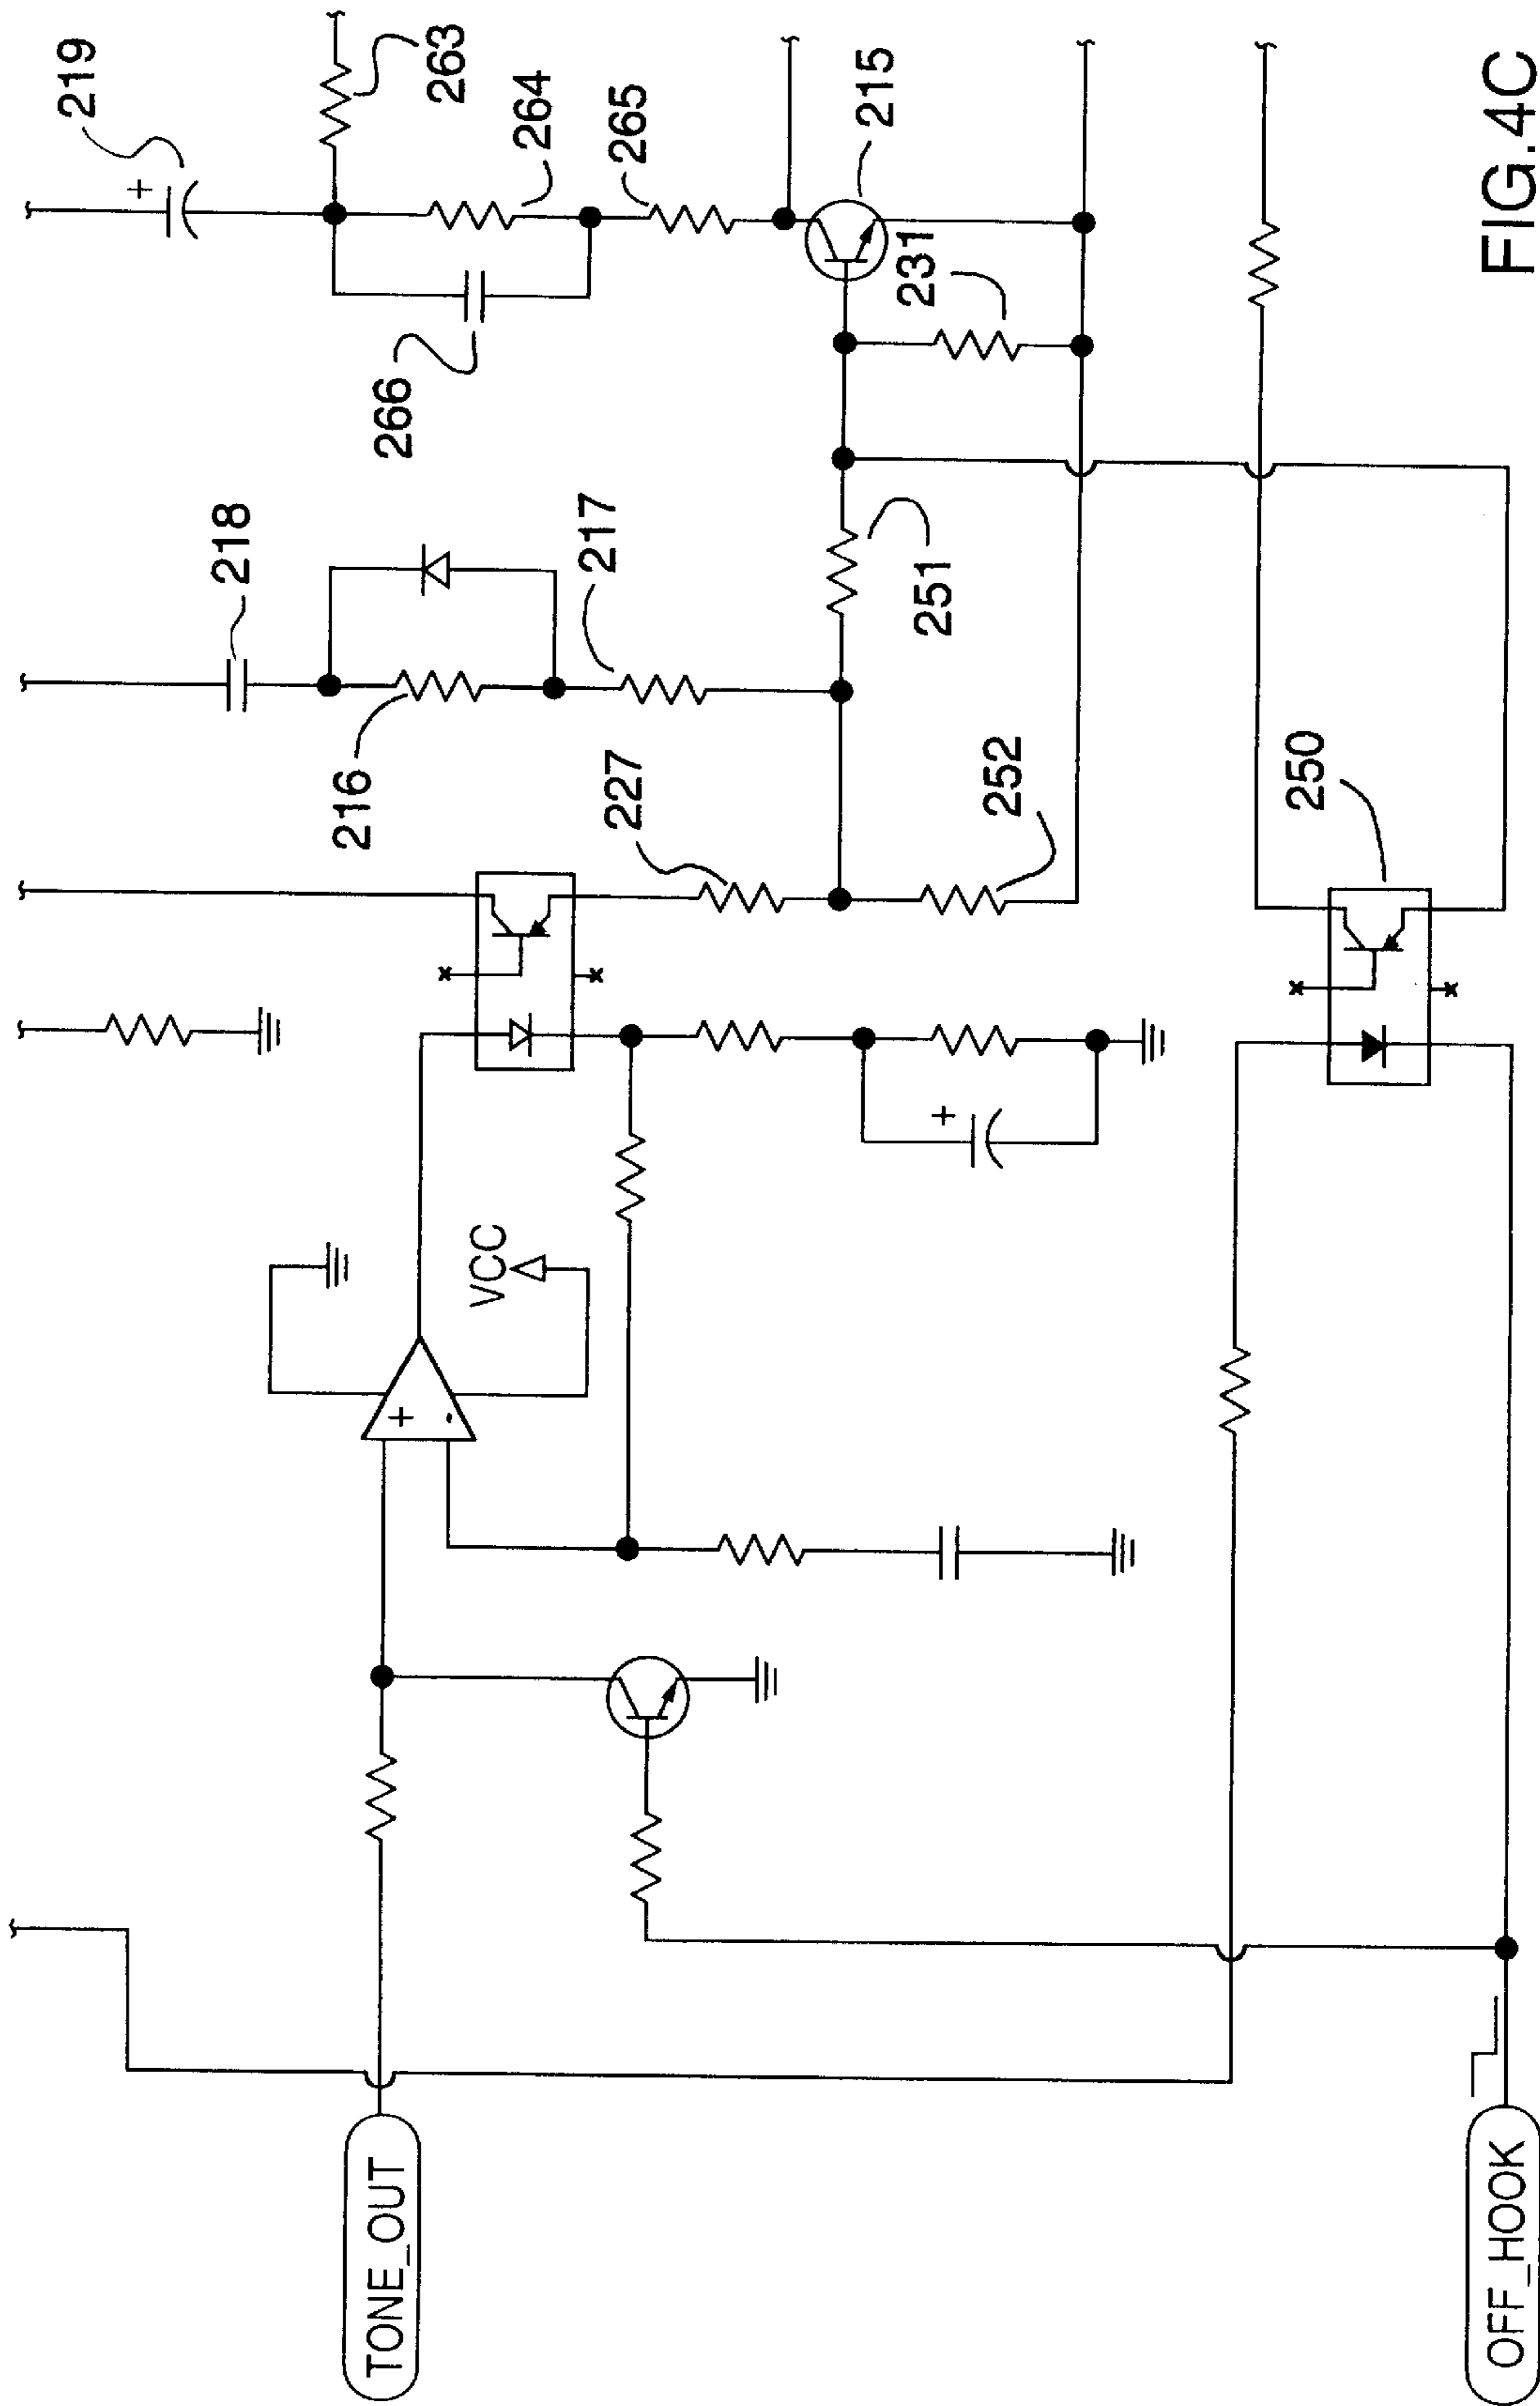 219
263
264
265
215
266
231
218
217
251
216
227
252
250
VCC
+
+
-
+
x
x
x
x
TONE_OUT
OFF_HOOK
FIG.4C